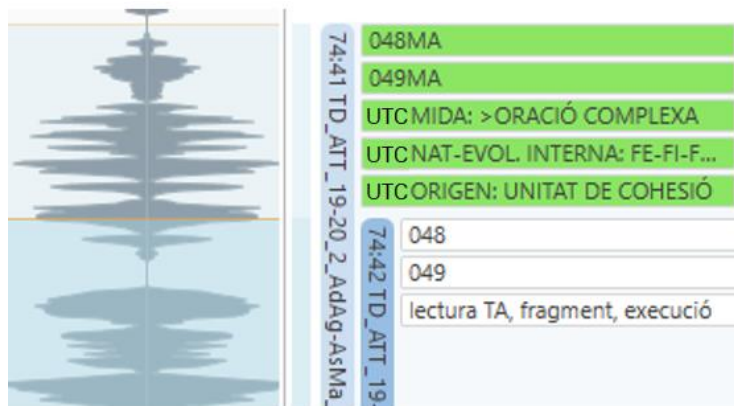 74:41 TD_ATT_19-20_2_AdAg-AsMa_
048MA
049MA
UTC MIDA: >ORACIÓ COMPLEXA
UTC NAT-EVOL. INTERNA: FE-FI-F...
UTC ORIGEN: UNITAT DE COHESIÓ
74:42 TD_ATT_19-
048
049
lectura TA, fragment, execució